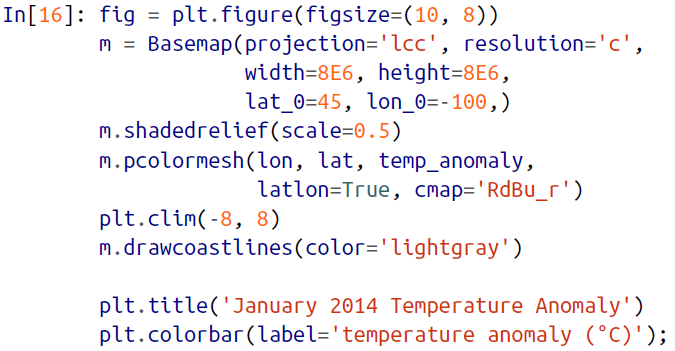 In[16]: fig = plt.figure(figsize=(10, 8))
        m = Basemap(projection='lcc', resolution='c',
                    width=8E6, height=8E6,
                    lat_0=45, lon_0=-100,)
        m.shadedrelief(scale=0.5)
        m.pcolormesh(lon, lat, temp_anomaly,
                     latlon=True, cmap='RdBu_r')
        plt.clim(-8, 8)
        m.drawcoastlines(color='lightgray')

        plt.title('January 2014 Temperature Anomaly')
        plt.colorbar(label='temperature anomaly (°C)');